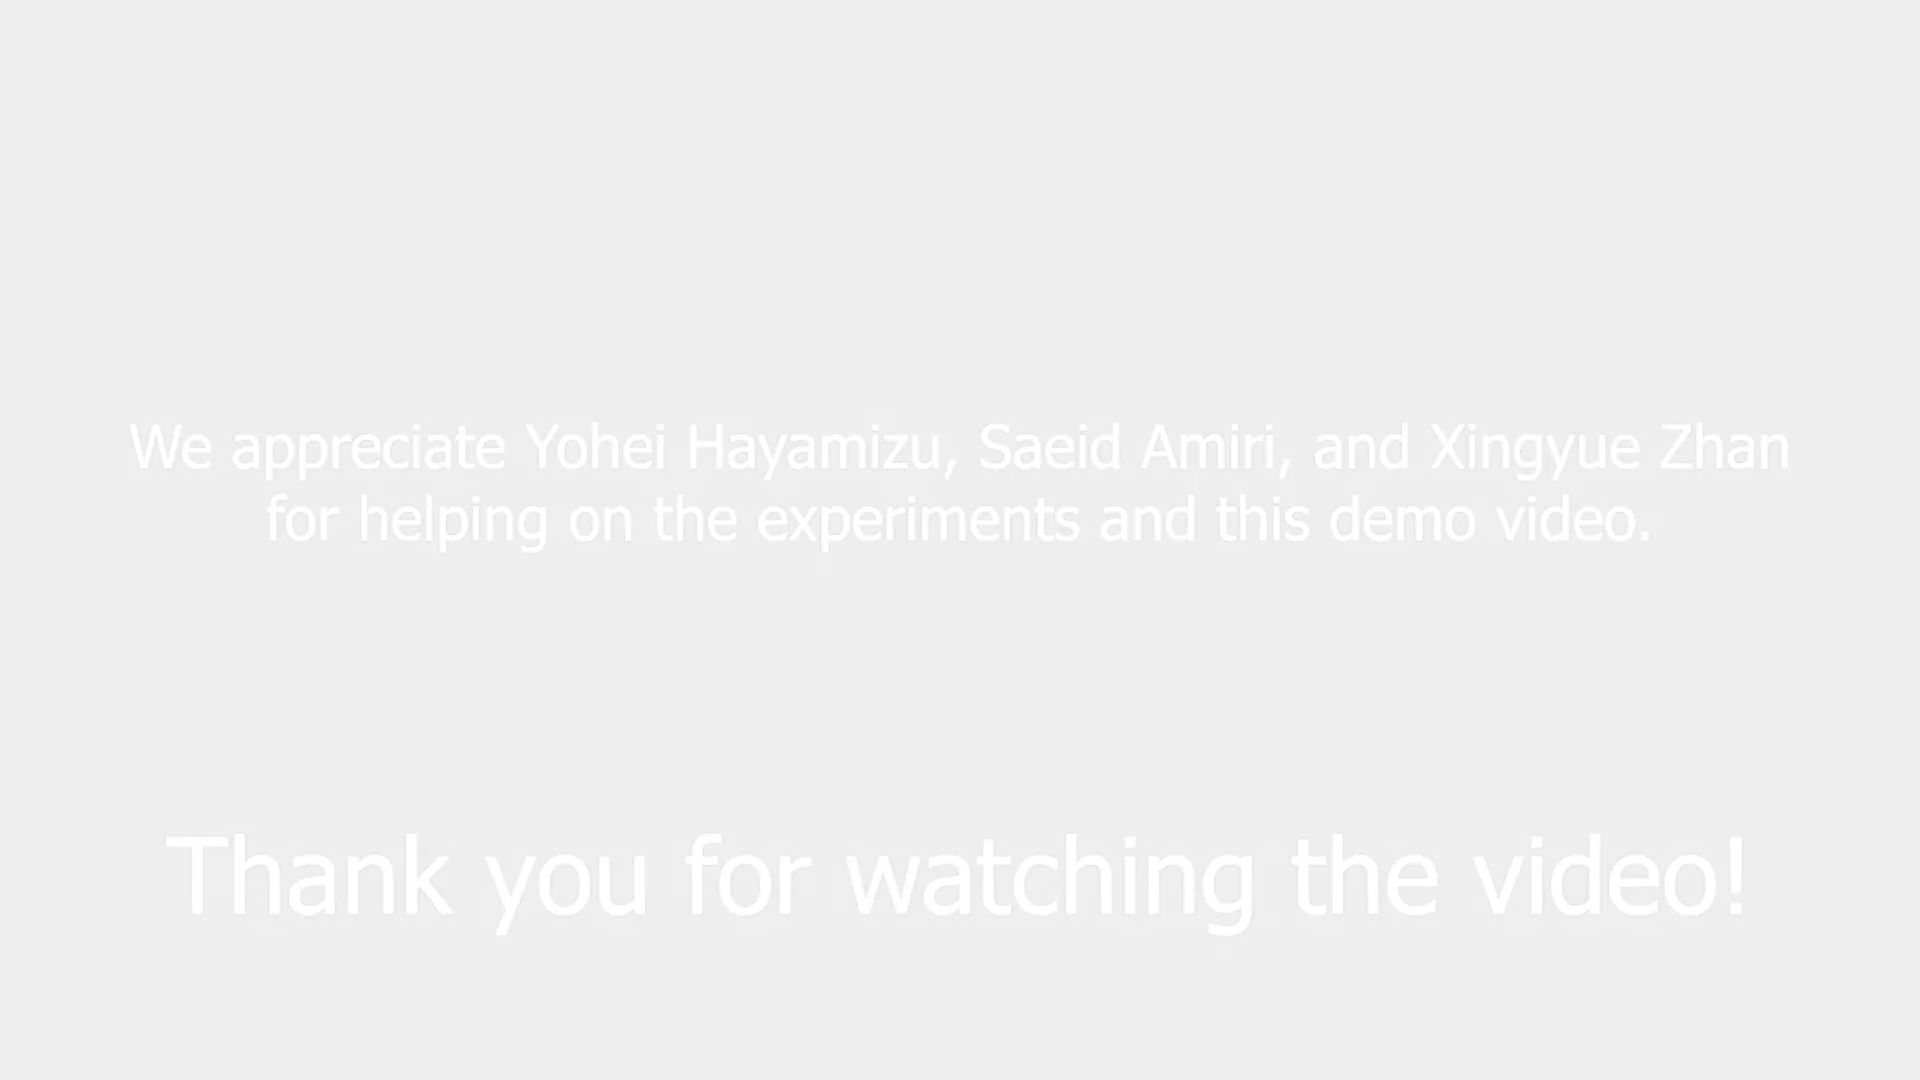 We appreciate Yohei Hayamizu, Saeid Amiri, and Xingyue Zhan
for helping on the experiments and this demo video.
Thank you for watching the video!